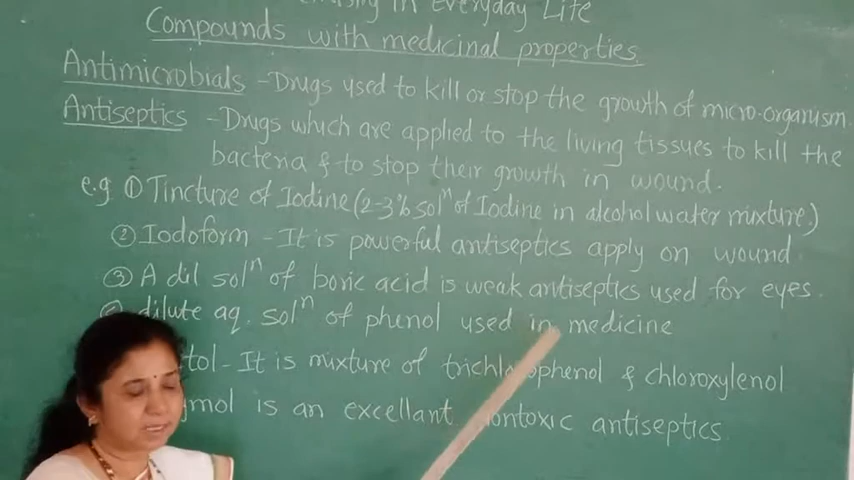 in Everyday Life
Compounds with medicinal properties
Antimicrobials - Drugs used to kill or stop the growth of micro-organism.
Antiseptics - Drugs which are applied to the living tissues to kill the
bacteria & to stop their growth in wound.
e.g ① Tincture of Iodine (2-3% solⁿ of Iodine in alcohol water mixture.)
② Iodoform - It is powerful antiseptics apply on wound.
③ A dil solⁿ of boric acid is weak antiseptics used for eyes.
dilute aq. solⁿ of phenol used in medicine
tol - It is mixture of & chloroxylenol
mol is an excellant antiseptics